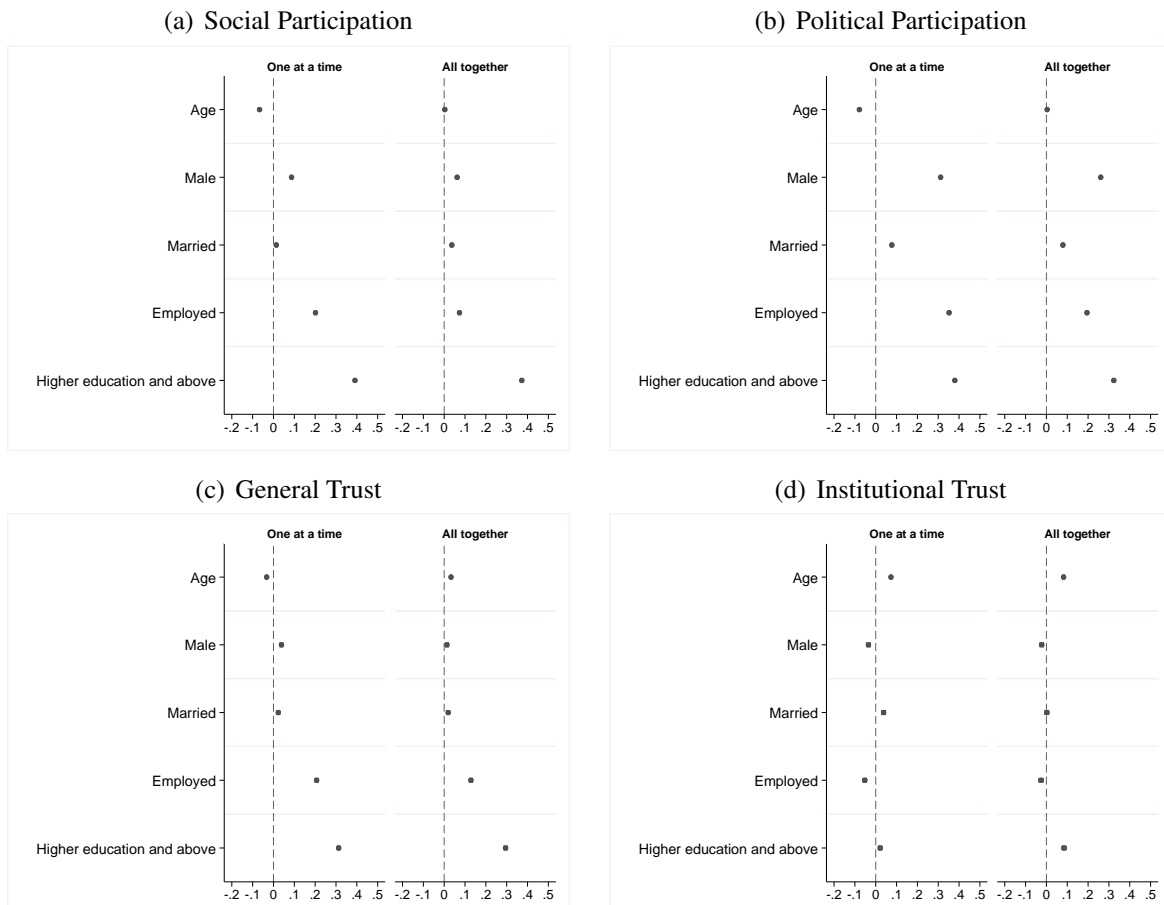 (a) Social Participation
One at a time All together
Age
Male
Married
Employed
Higher education and above
-.2 -.1 0 .1 .2 .3 .4 .5 -.2 -.1 0 .1 .2 .3 .4 .5
(b) Political Participation
One at a time All together
Age
Male
Married
Employed
Higher education and above
-.2 -.1 0 .1 .2 .3 .4 .5 -.2 -.1 0 .1 .2 .3 .4 .5
(c) General Trust
One at a time All together
Age
Male
Married
Employed
Higher education and above
-.2 -.1 0 .1 .2 .3 .4 .5 -.2 -.1 0 .1 .2 .3 .4 .5
(d) Institutional Trust
One at a time All together
Age
Male
Married
Employed
Higher education and above
-.2 -.1 0 .1 .2 .3 .4 .5 -.2 -.1 0 .1 .2 .3 .4 .5